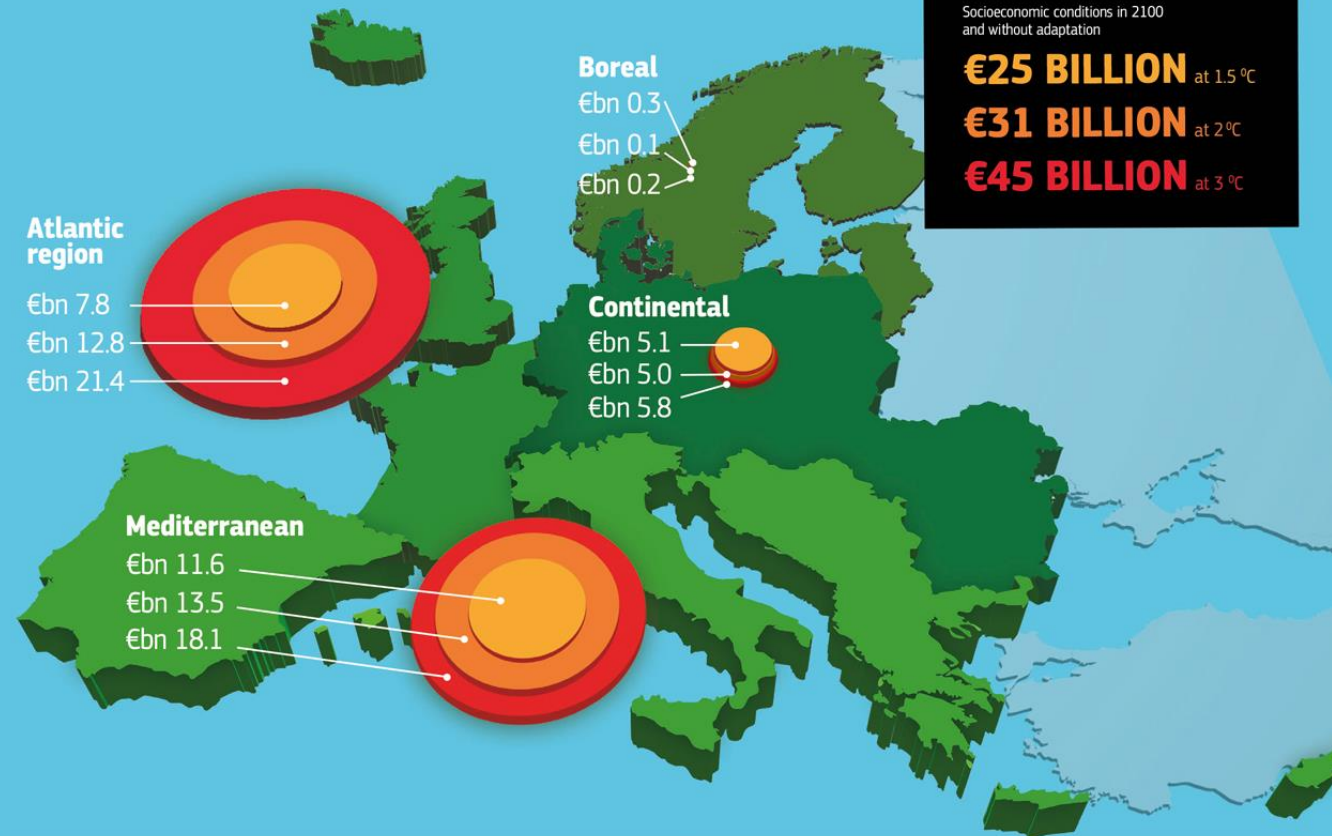 Socioeconomic conditions in 2100
and without adaptation
€25 BILLION at 1.5 ºC
€31 BILLION at 2 ºC
€45 BILLION at 3 ºC
Boreal
€bn 0.3
€bn 0.1
€bn 0.2
Atlantic
region
€bn 7.8
€bn 12.8
€bn 21.4
Continental
€bn 5.1
€bn 5.0
€bn 5.8
Mediterranean
€bn 11.6
€bn 13.5
€bn 18.1